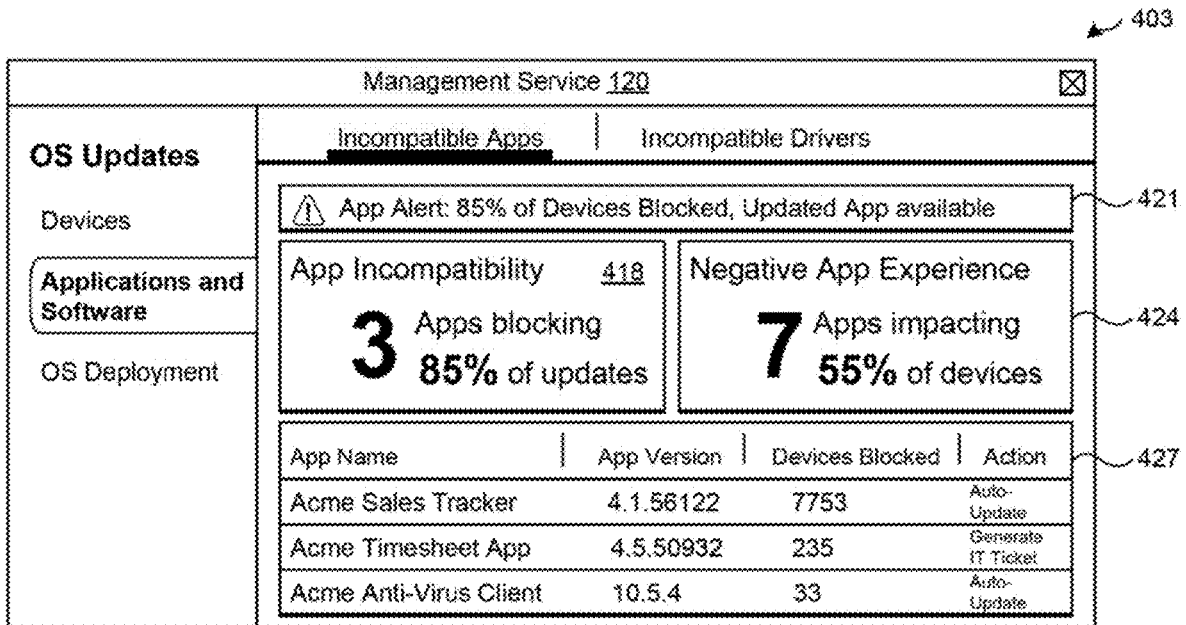 403
Management Service 120
OS Updates
Devices
Applications and
Software
OS Deployment
Incompatible Apps | Incompatible Drivers
App Alert: 85% of Devices Blocked, Updated App available
421
App Incompatibility 418
3 Apps blocking
85% of updates
Negative App Experience
7 Apps impacting
55% of devices
424
App Name | App Version | Devices Blocked | Action
427
Acme Sales Tracker 4.1.56122 7753 Auto-
Update
Acme Timesheet App 4.5.50932 235 Generate
IT Ticket
Acme Anti-Virus Client 10.5.4 33 Auto-
Update